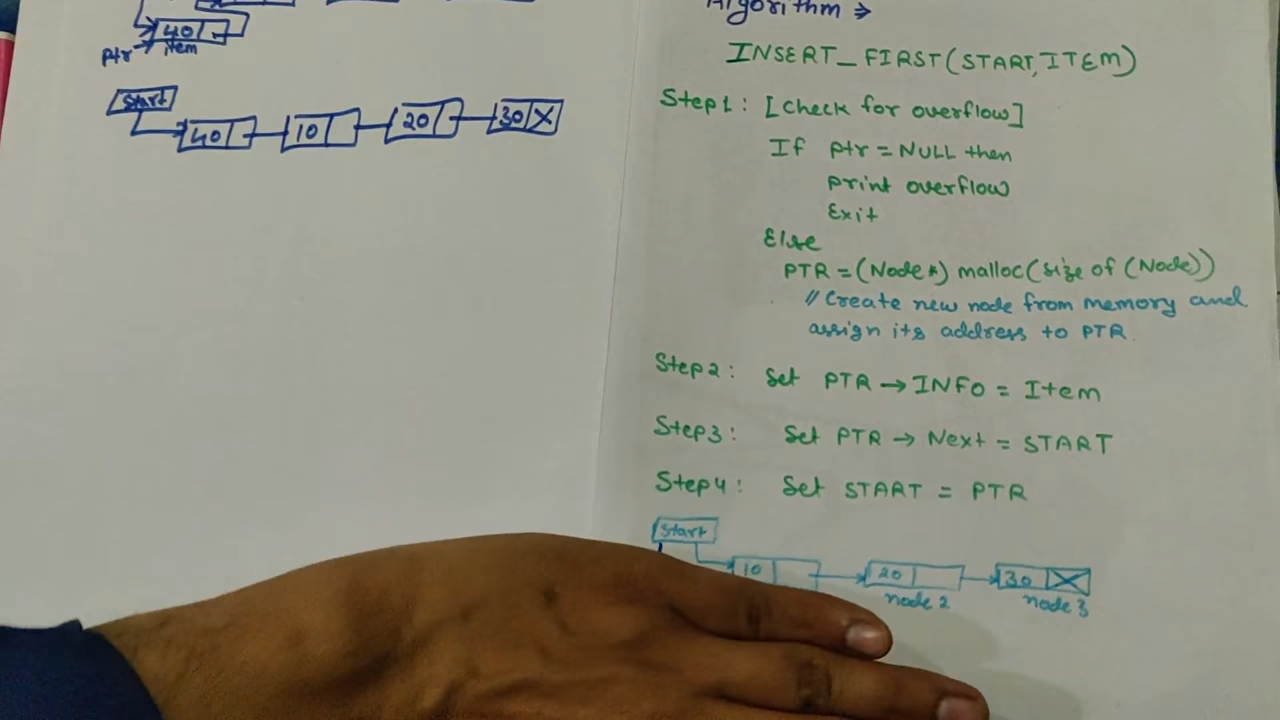 40
ptr item
Start
40 10 20 30 X
Algorithm ⇒
INSERT_FIRST(START,ITEM)
Step1: [Check for overflow]
If ptr = NULL then
print overflow
Exit
Else
PTR = (Node*) malloc(size of (Node))
// Create new node from memory and
assign its address to PTR.
Step2: Set PTR → INFO = Item
Step3: Set PTR → Next = START
Step4: Set START = PTR
Start
10 20 30 X
node 2 node 3